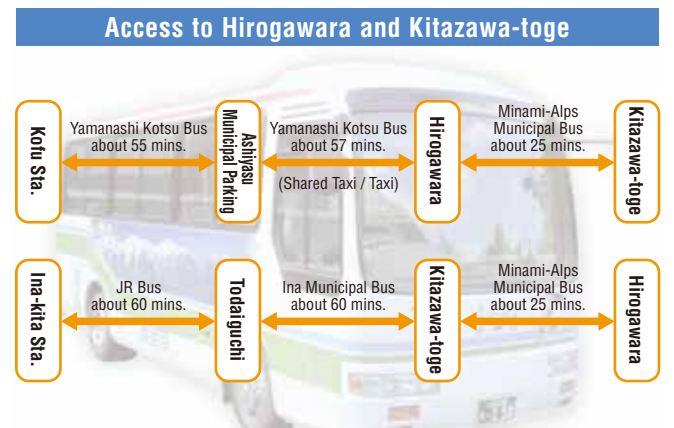 Access to Hirogawara and Kitazawa-toge
Kofu Sta.
Yamanashi Kotsu Bus
about 55 mins.
Ashiyasu
Municipal Parking
Yamanashi Kotsu Bus
about 57 mins.
(Shared Taxi / Taxi)
Hirogawara
Minami-Alps
Municipal Bus
about 25 mins.
Kitazawa-toge
Ina-kita Sta.
JR Bus
about 60 mins.
Todaiguchi
Ina Municipal Bus
about 60 mins.
Kitazawa-toge
Minami-Alps
Municipal Bus
about 25 mins.
Hirogawara